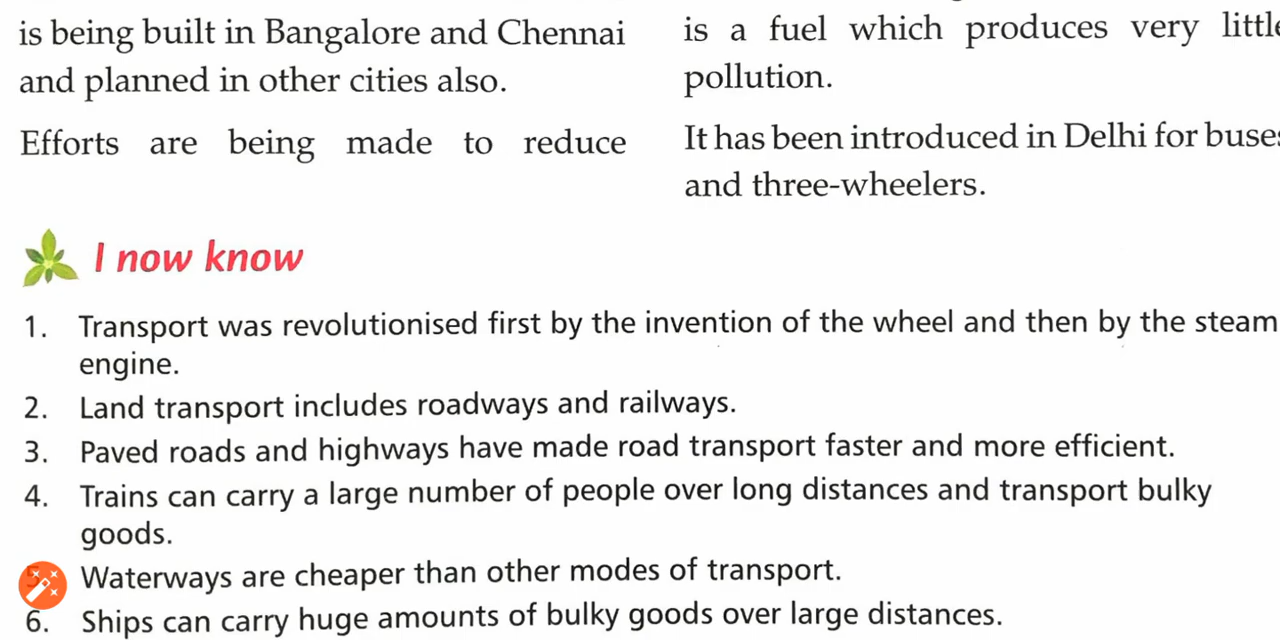 is being built in Bangalore and Chennai
and planned in other cities also.
Efforts are being made to reduce
is a fuel which produces very little
pollution.
It has been introduced in Delhi for buses
and three-wheelers.
I now know
1. Transport was revolutionised first by the invention of the wheel and then by the steam
engine.
2. Land transport includes roadways and railways.
3. Paved roads and highways have made road transport faster and more efficient.
4. Trains can carry a large number of people over long distances and transport bulky
goods.
5. Waterways are cheaper than other modes of transport.
6. Ships can carry huge amounts of bulky goods over large distances.